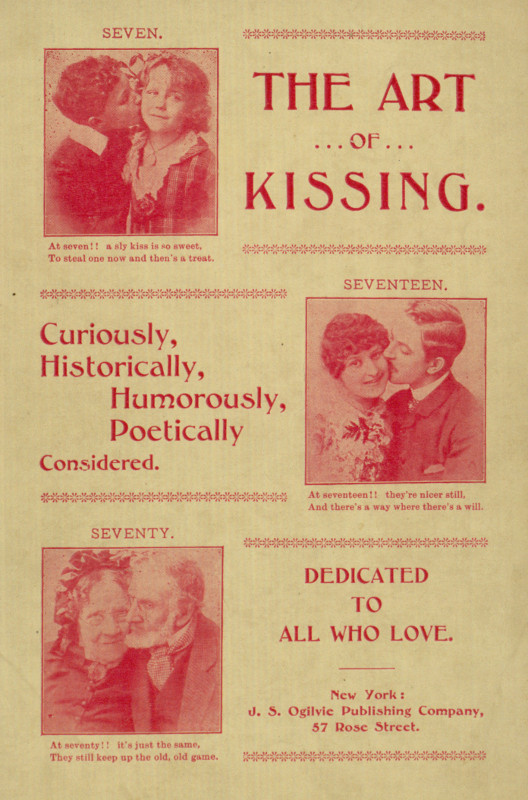 SEVEN.
At seven!! a sly kiss is so sweet,
To steal one now and then's a treat.
THE ART
...OF...
KISSING.
Curiously,
Historically,
Humorously,
Poetically
Considered.
SEVENTEEN.
At seventeen!! they're nicer still,
And there's a way where there's a will.
SEVENTY.
At seventy!! it's just the same,
They still keep up the old, old game.
DEDICATED
TO
ALL WHO LOVE.
New York:
J. S. Ogilvie Publishing Company,
57 Rose Street.